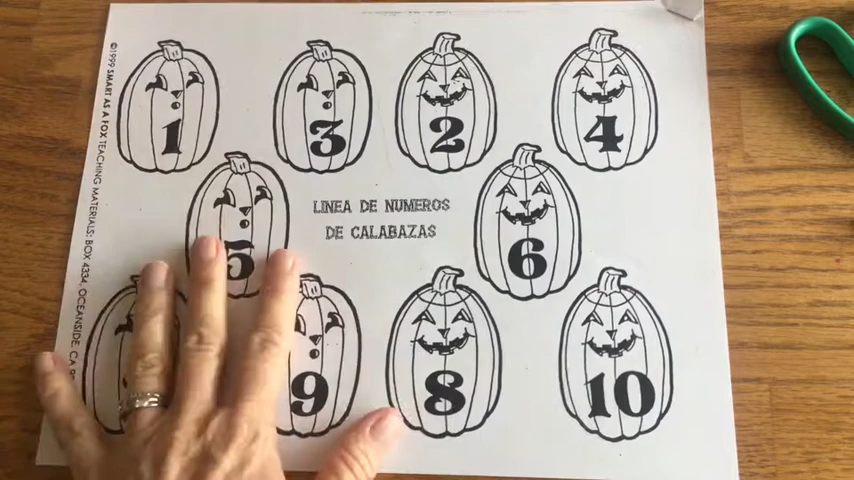 ©1999 SMART AS A FOX TEACHING MATERIALS: BOX 4334, OCEANSIDE, CA
1 3 2 4
LINEA DE NUMEROS
DE CALABAZAS
5 6
9 8 10